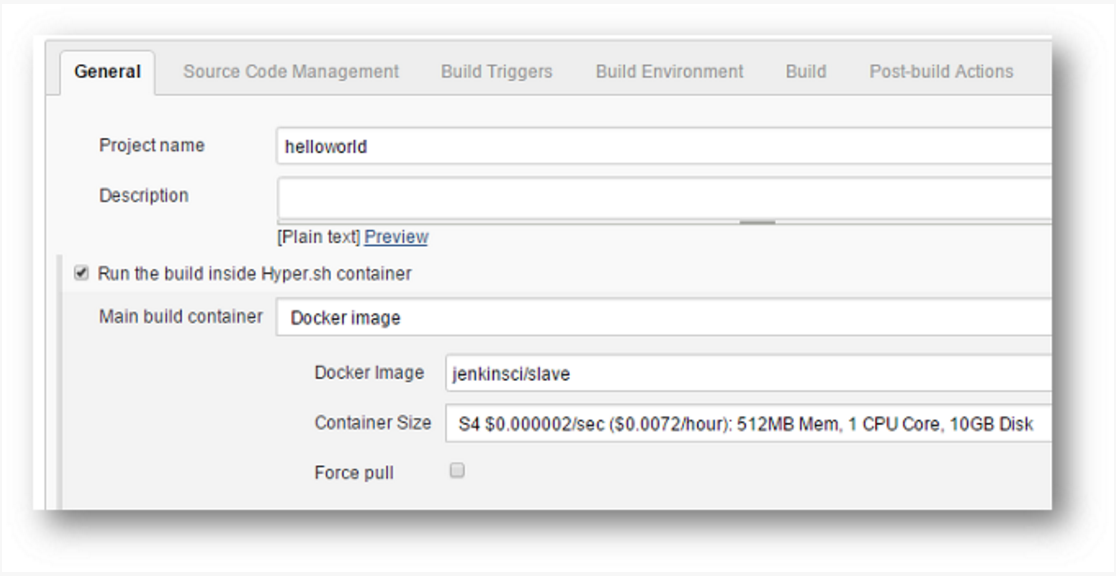 General Source Code Management Build Triggers Build Environment Build Post-build Actions
Project name helloworld
Description
[Plain text] Preview
Run the build inside Hyper.sh container
Main build container Docker image
Docker Image jenkinsci/slave
Container Size S4 $0.000002/sec ($0.0072/hour): 512MB Mem, 1 CPU Core, 10GB Disk
Force pull